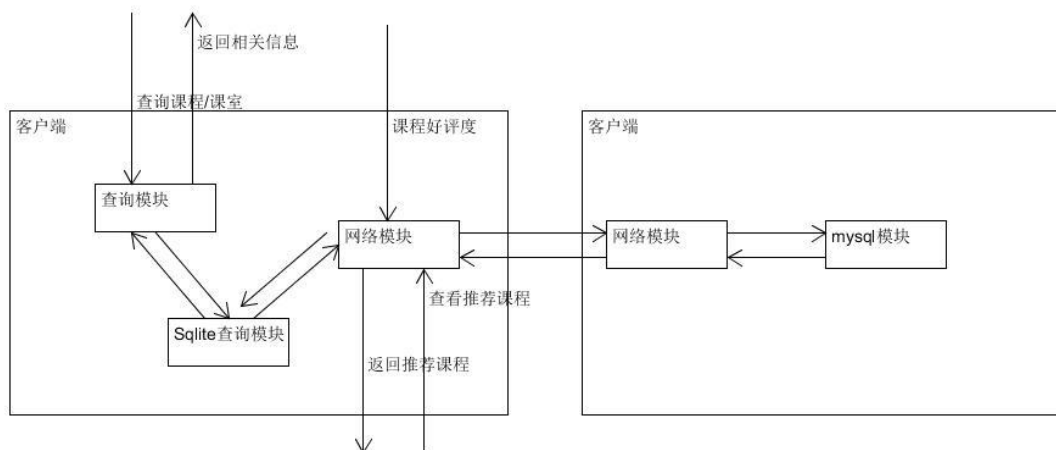 返回相关信息
查询课程/课室
客户端
课程好评度
客户端
查询模块
网络模块
网络模块
mysql模块
查看推荐课程
Sqlite查询模块
返回推荐课程